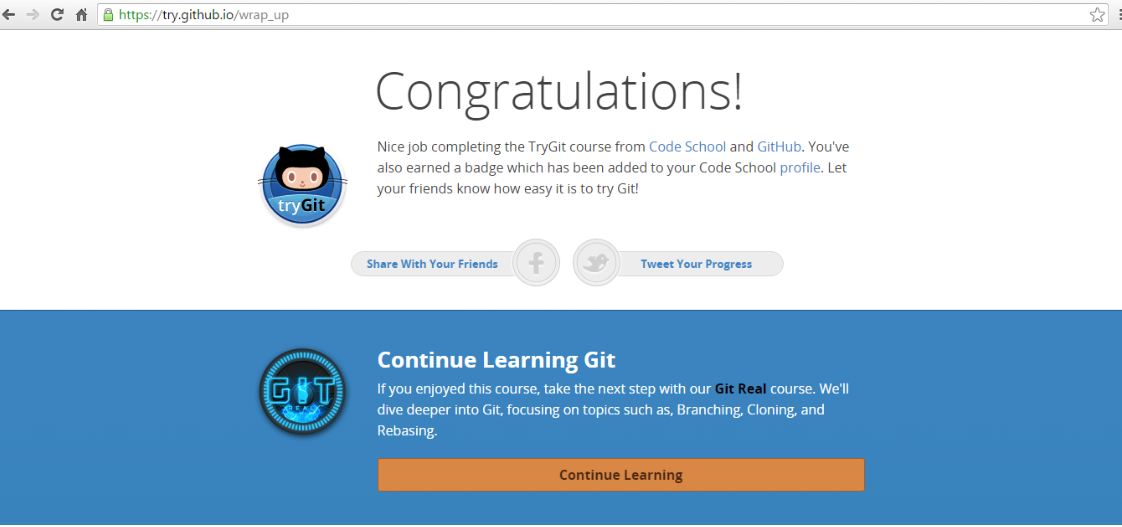 https://try.github.io/wrap_up
Congratulations!
Nice job completing the TryGit course from Code School and GitHub. You've
also earned a badge which has been added to your Code School profile. Let
your friends know how easy it is to try Git!
tryGit
Share With Your Friends
Tweet Your Progress
GIT
REAL
Continue Learning Git
If you enjoyed this course, take the next step with our Git Real course. We'll
dive deeper into Git, focusing on topics such as, Branching, Cloning, and
Rebasing.
Continue Learning